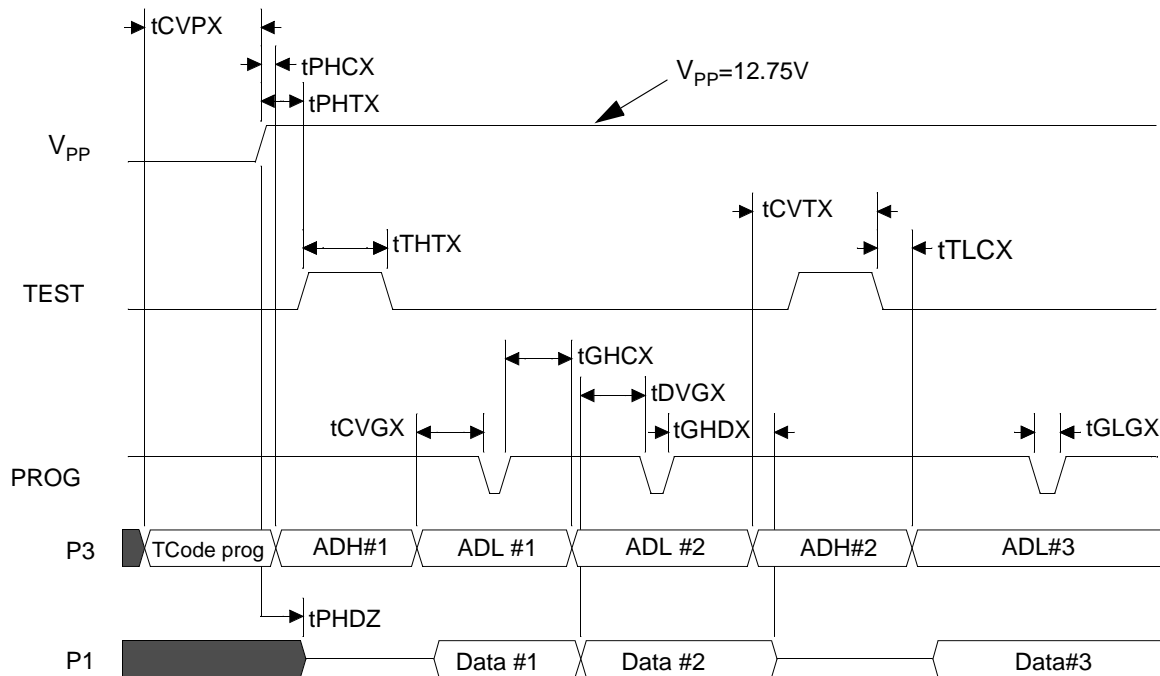 tCVPX
tPHCX
tPHTX
VPP=12.75V
VPP
tCVTX
tTHTX
tTLCX
TEST
tGHCX
tDVGX
tCVGX
tGHDX
tGLGX
PROG
P3
TCode prog
ADH#1
ADL #1
ADL #2
ADH#2
ADL#3
tPHDZ
P1
Data #1
Data #2
Data#3